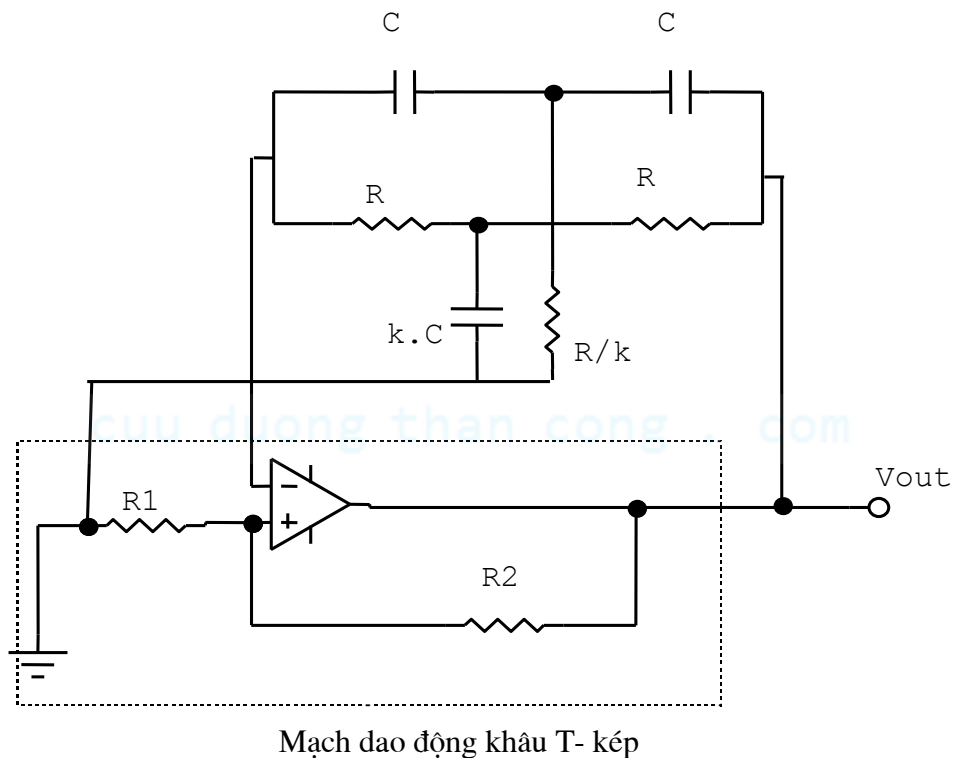 C
C
R
R
k.C
R/k
cuu duong than cong . com
Vout
R1
R2
Mạch dao động khâu T- kép